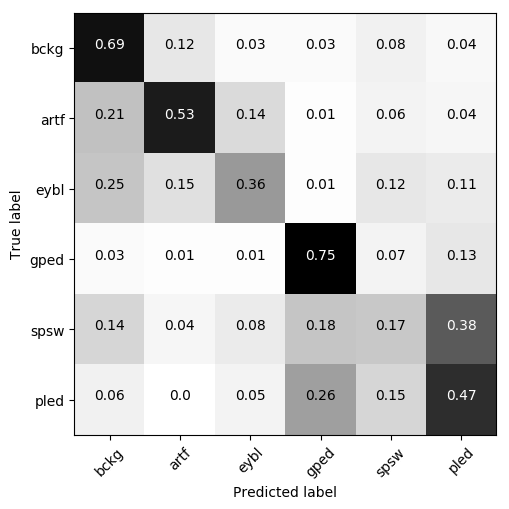 bckg 0.69 0.12 0.03 0.03 0.08 0.04
artf 0.21 0.53 0.14 0.01 0.06 0.04
eybl 0.25 0.15 0.36 0.01 0.12 0.11
gped 0.03 0.01 0.01 0.75 0.07 0.13
spsw 0.14 0.04 0.08 0.18 0.17 0.38
pled 0.06 0.0 0.05 0.26 0.15 0.47
True label
bckg artf eybl gped spsw pled
Predicted label